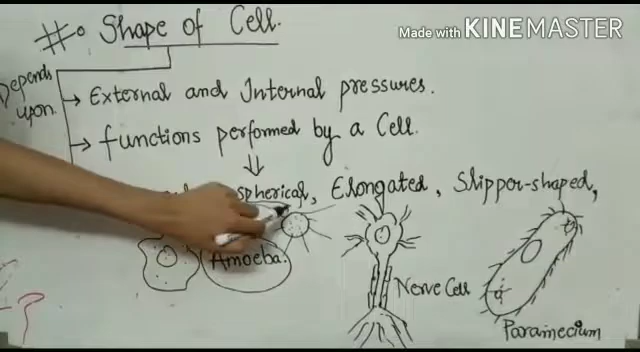 Made with KINEMASTER
#. Shape of Cell.
Depends upon.
→ External and Internal pressures.
→ functions performed by a Cell.
spherical, Elongated, Slipper-shaped,
Amoeba.
Nerve Cell
Paramecium
- ?